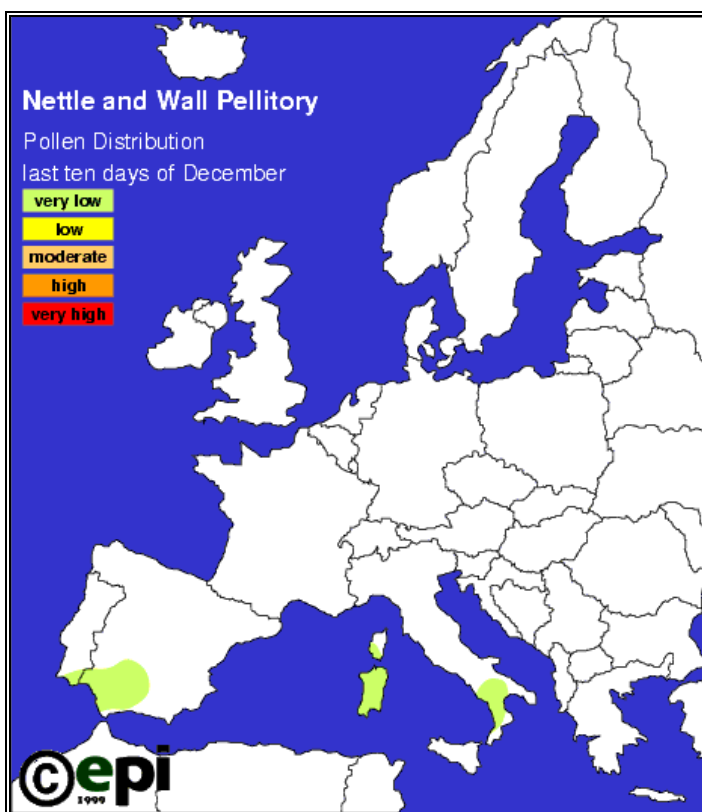 Nettle and Wall Pellitory
Pollen Distribution
last ten days of December
very low
low
moderate
high
very high
©epi
1999